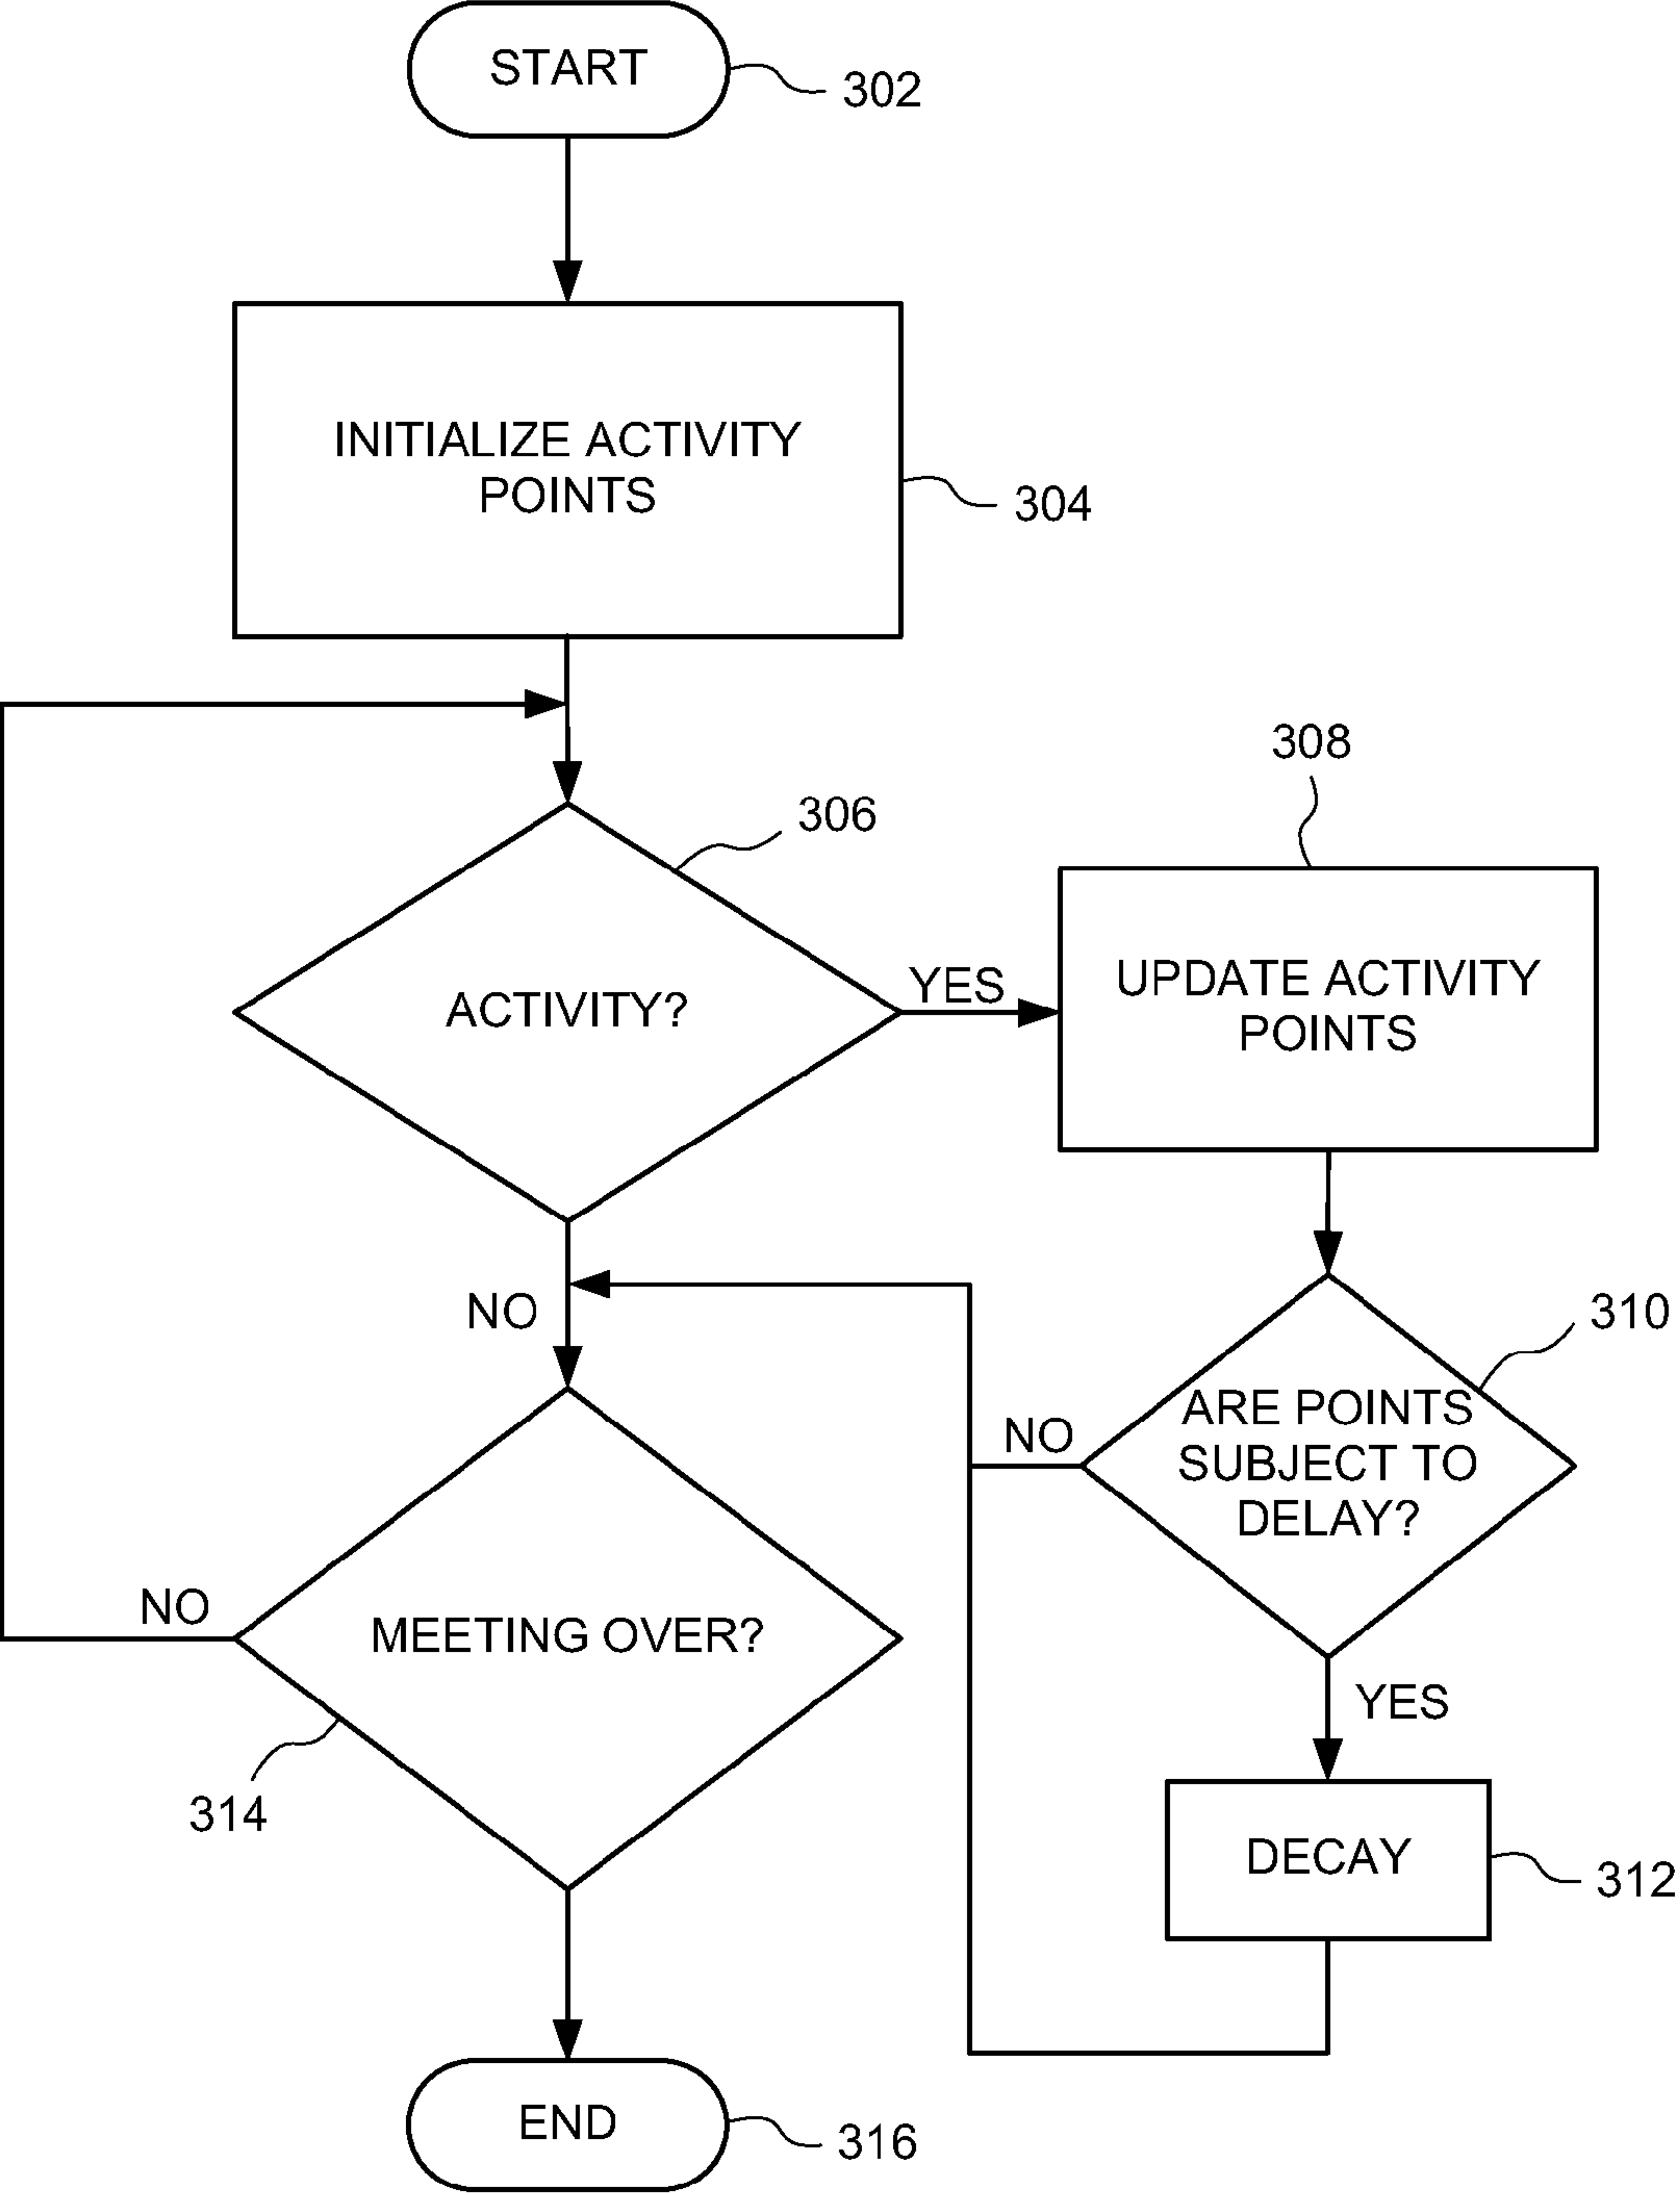 START
302
INITIALIZE ACTIVITY
POINTS
304
308
306
YES
UPDATE ACTIVITY
POINTS
ACTIVITY?
NO
310
ARE POINTS
SUBJECT TO
DELAY?
NO
YES
NO
MEETING OVER?
314
DECAY
312
END
316